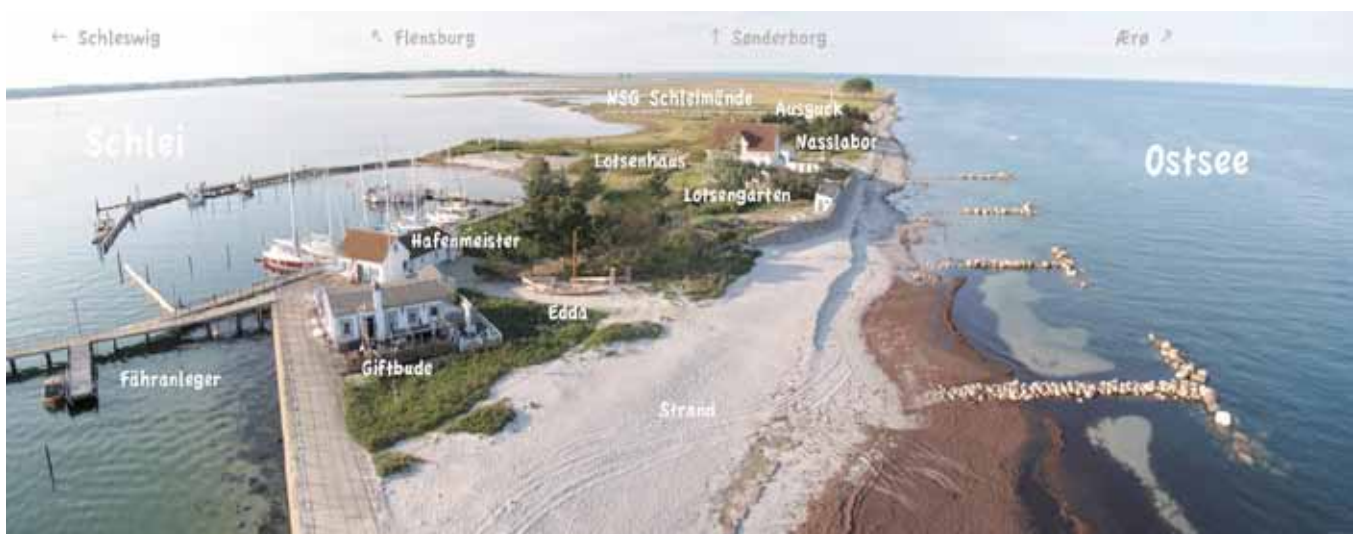 ← Schleswig
↖ Flensburg
↑ Sønderborg
Ærø ↗
NSG Schleimünde
Ausguck
Schlei
Nasslabor
Lotsenhaus
Ostsee
Lotsengarten
Hafenmeister
Edda
Giftbude
Fähranleger
Strand